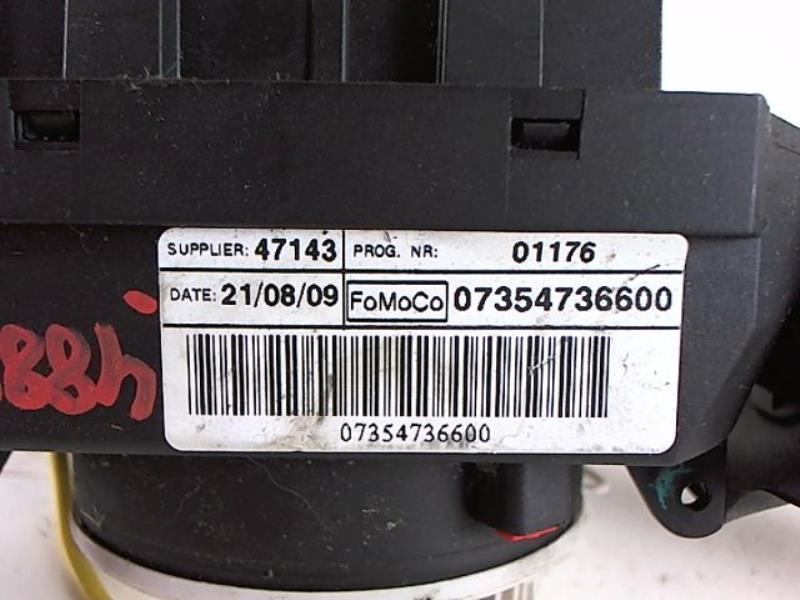 SUPPLIER: 47143 PROG. NR: 01176
DATE: 21/08/09 FoMoCo 07354736600
07354736600